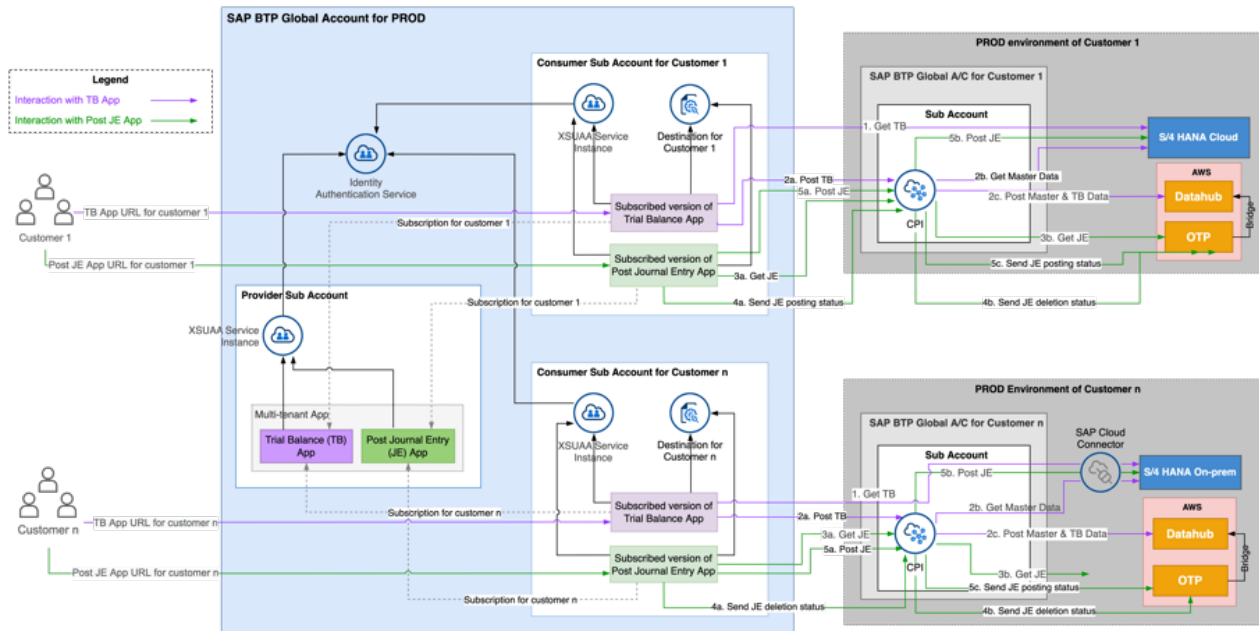 SAP BTP Global Account for PROD
Legend
Interaction with TB App
Interaction with Post JE App
Consumer Sub Account for Customer 1
XSUAA Service
Instance
Destination for
Customer 1
Identity
Authentication Service
Customer 1
TB App URL for customer 1
Post JE App URL for customer 1
Subscription for customer 1
Subscribed version of
Trial Balance App
Subscribed version of
Post Journal Entry App
Subscription for customer 1
1. Get TB
2a. Post TB
5a. Post JE
3a. Get JE
4a. Send JE posting status
PROD environment of Customer 1
SAP BTP Global A/C for Customer 1
Sub Account
5b. Post JE
2b. Get Master Data
2c. Post Master & TB Data
CPI
3b. Get JE
5c. Send JE posting status
4b. Send JE deletion status
S/4 HANA Cloud
AWS
Datahub
OTP
Bridge
Provider Sub Account
XSUAA Service
Instance
Multi-tenant App
Trial Balance (TB)
App
Post Journal Entry
(JE) App
Customer n
TB App URL for customer n
Post JE App URL for customer n
Subscription for customer n
Subscription for customer n
Consumer Sub Account for Customer n
XSUAA Service
Instance
Destination for
Customer n
Subscribed version of
Trial Balance App
Subscribed version of
Post Journal Entry App
1. Get TB
2a. Post TB
3a. Get JE
5a. Post JE
4a. Send JE deletion status
PROD Environment of Customer n
SAP BTP Global A/C for Customer n
Sub Account
SAP Cloud
Connector
5b. Post JE
2b. Get Master Data
2c. Post Master & TB Data
CPI
3b. Get JE
5c. Send JE posting status
4b. Send JE deletion status
S/4 HANA On-prem
AWS
Datahub
OTP
Bridge